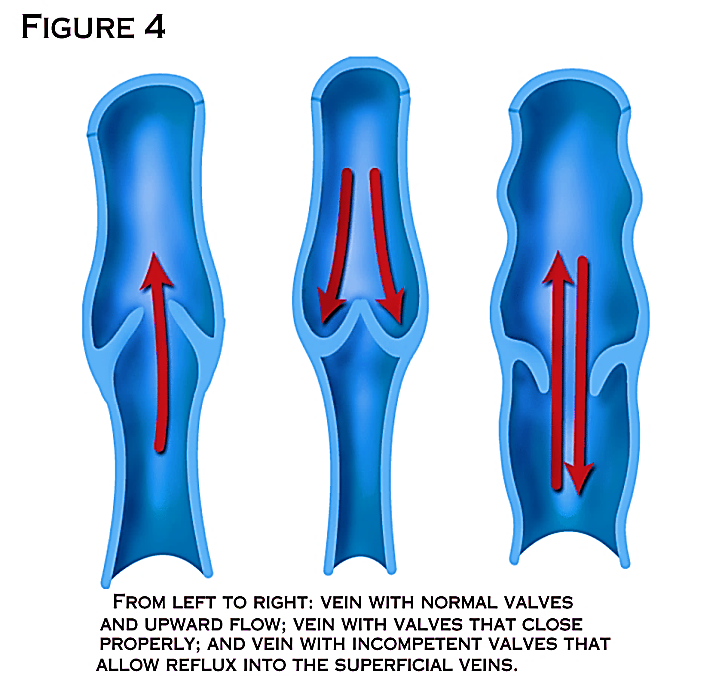 FIGURE 4
FROM LEFT TO RIGHT: VEIN WITH NORMAL VALVES
AND UPWARD FLOW; VEIN WITH VALVES THAT CLOSE
PROPERLY; AND VEIN WITH INCOMPETENT VALVES THAT
ALLOW REFLUX INTO THE SUPERFICIAL VEINS.